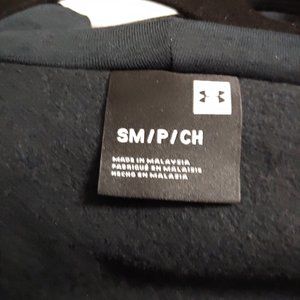 SM/P/CH
MADE IN MALAYSIA
FABRIQUÉ EN MALAISIE
HECHO EN MALASIA